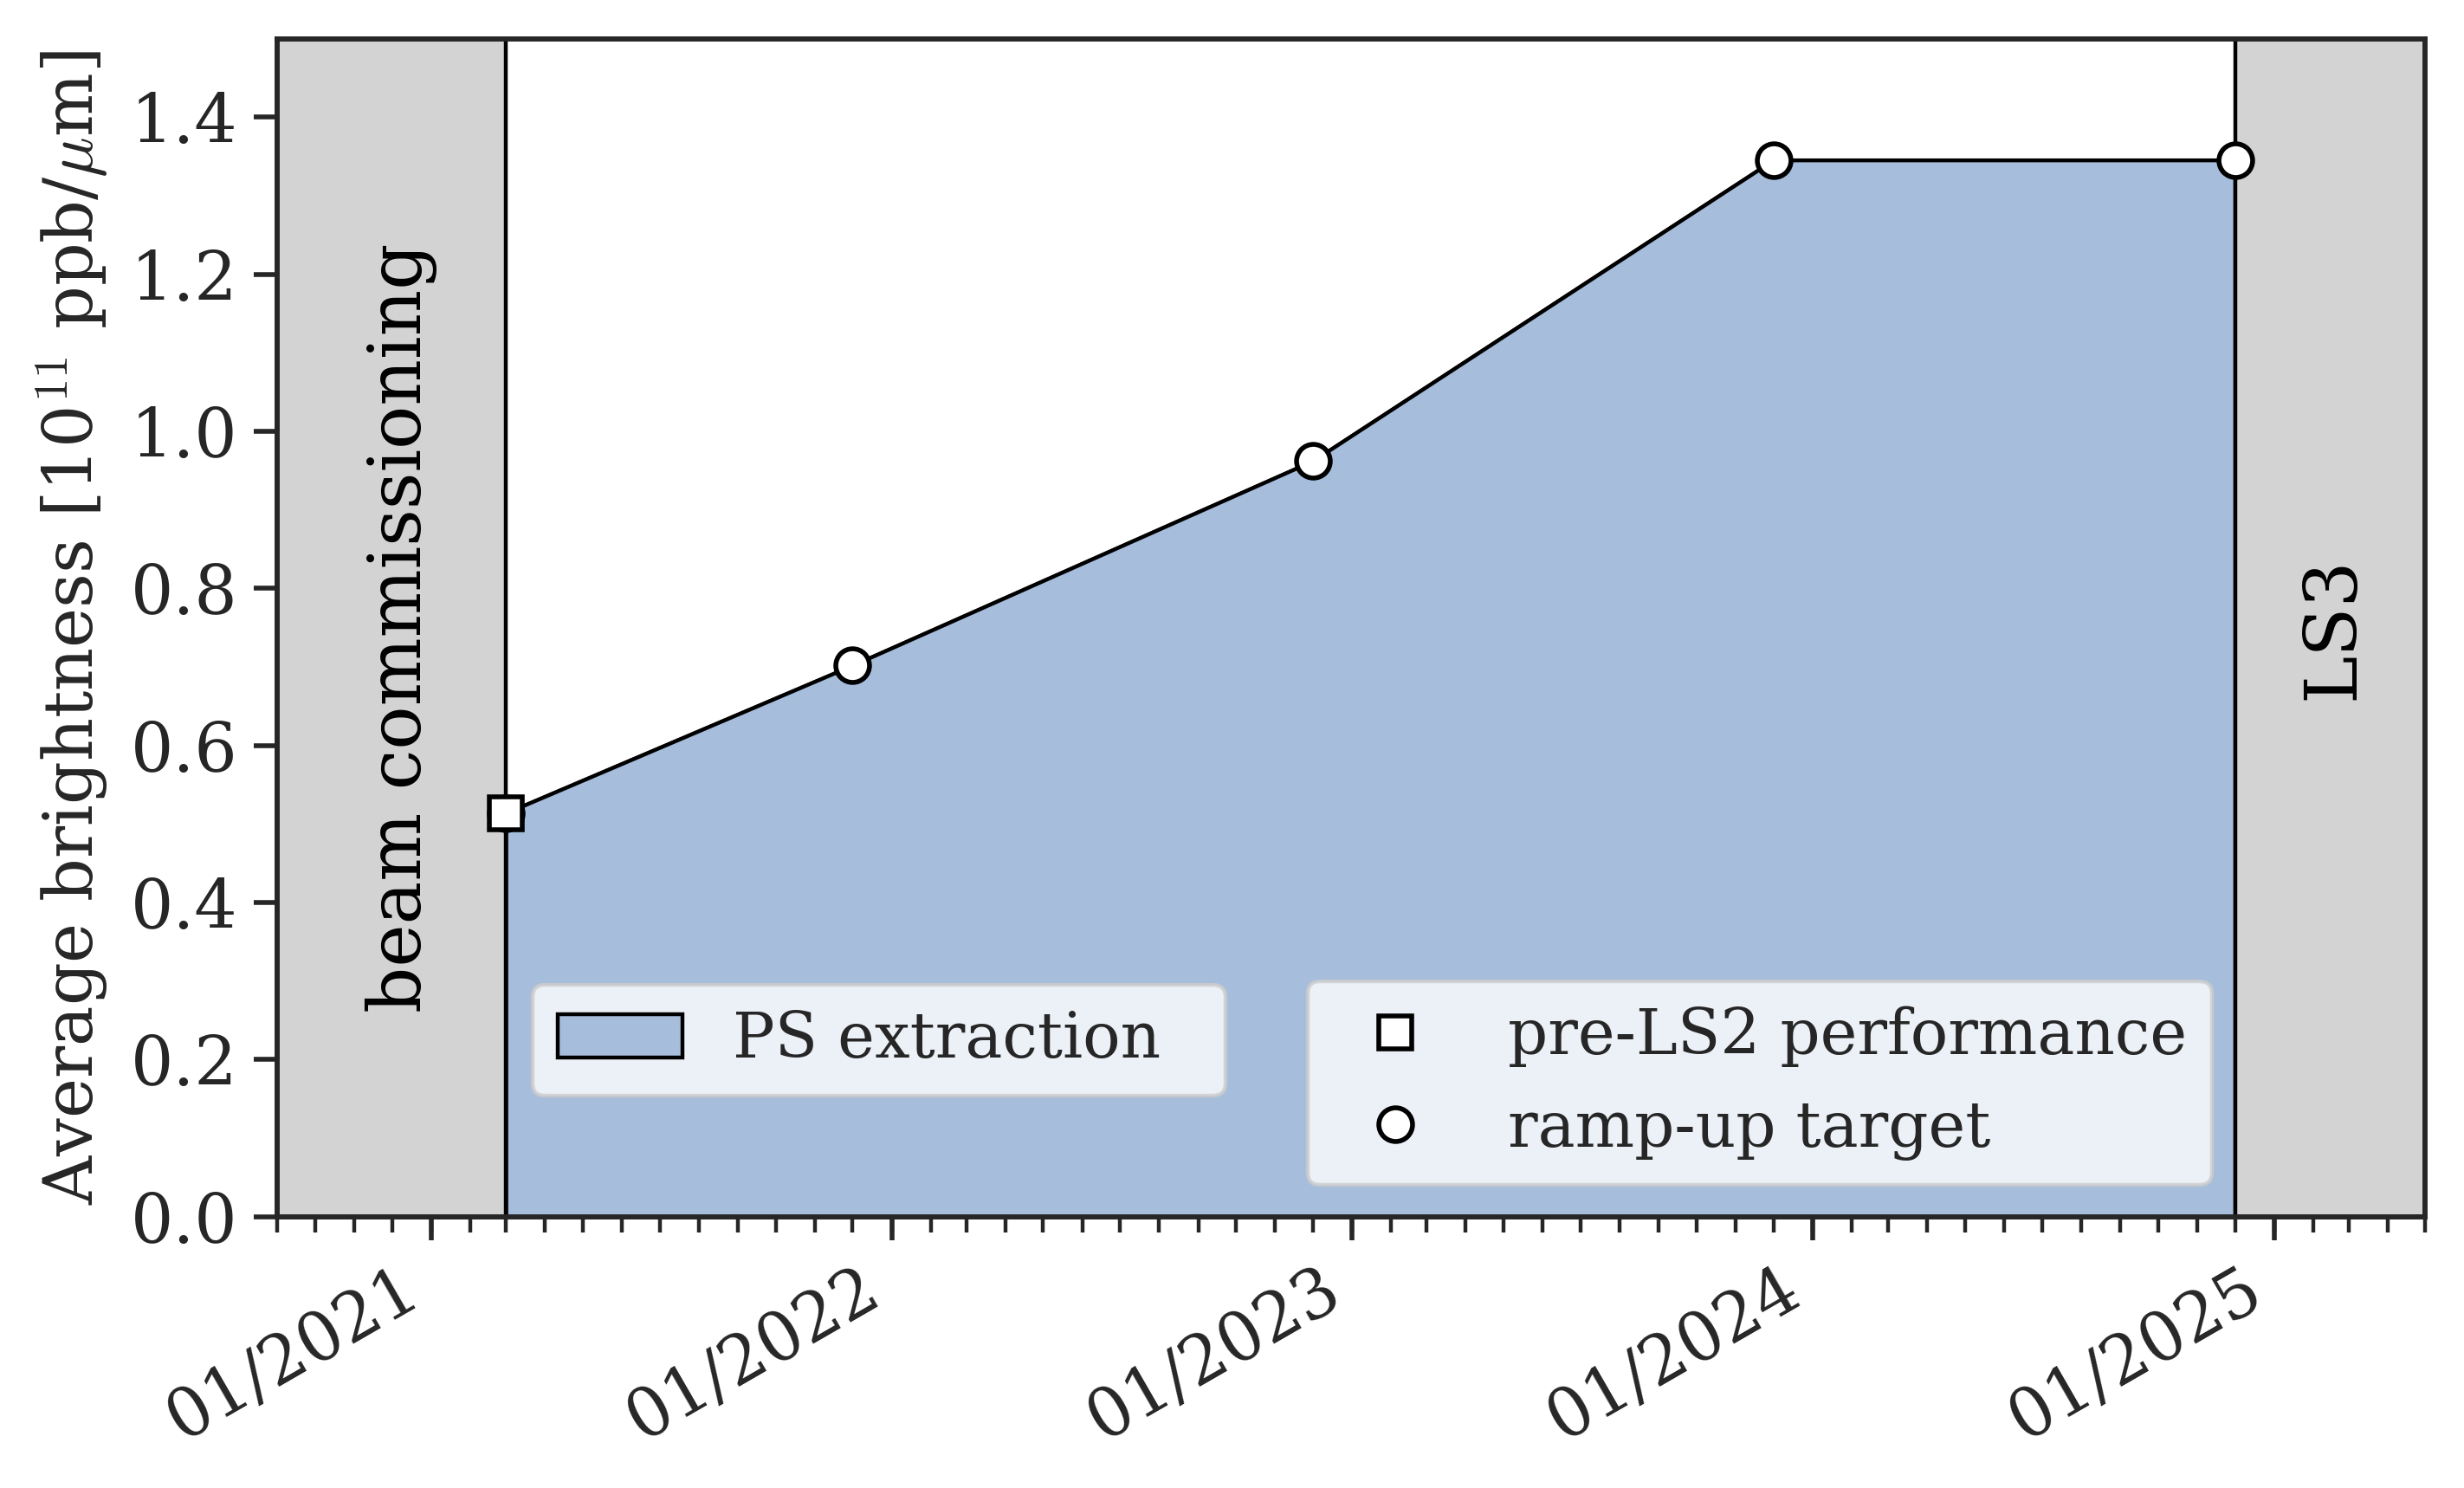 Average brightness [10¹¹ ppb/μm]
1.4
1.2
1.0
0.8
0.6
0.4
0.2
0.0
beam commissioning
LS3
PS extraction
pre-LS2 performance
ramp-up target
01/2021
01/2022
01/2023
01/2024
01/2025